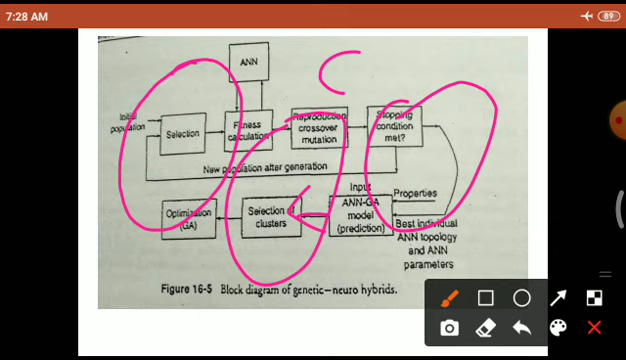 7:28 AM
89
ANN
Initial
population
Selection
Fitness
calculation
Reproduction
crossover
mutation
Stopping
condition
met?
New population after generation
Optimization
(GA)
Selection of
clusters
Input
ANN-GA
model
(prediction)
Properties
Best individual
ANN topology
and ANN
parameters
Figure 16-5 Block diagram of genetic–neuro hybrids.